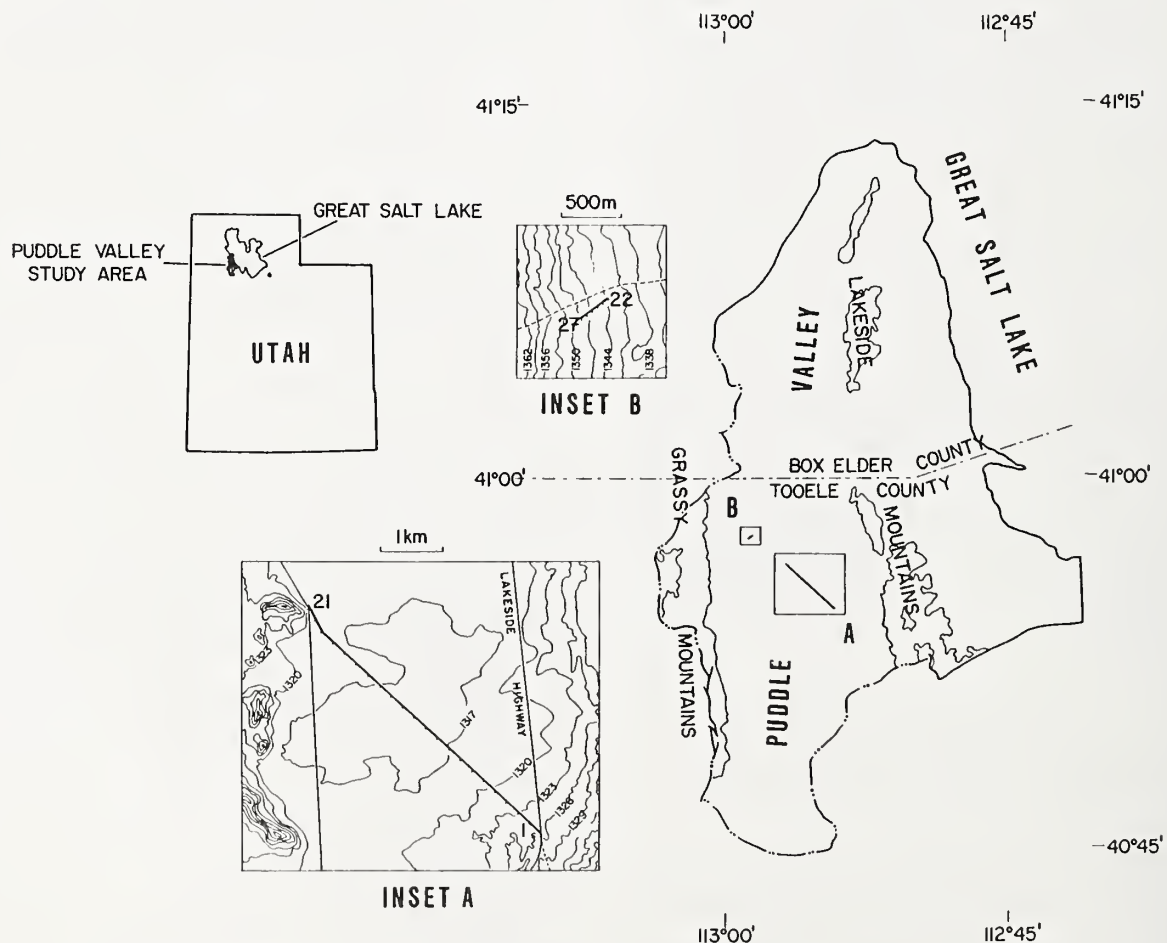 113°00'
112°45'
41°15'
41°15'
GREAT SALT LAKE
PUDDLE VALLEY
STUDY AREA
UTAH
500m
22
27
1362
1356
1350
1344
1338
INSET B
GREAT SALT LAKE
LAKESIDE
VALLEY
GRASSY
41°00'
BOX ELDER COUNTY
TOOELE COUNTY
41°00'
B
MOUNTAINS
A
MOUNTAINS
PUDDLE
1km
21
LAKESIDE
HIGHWAY
1323
1320
1317
1320
1323
1326
1329
1
INSET A
40°45'
113°00'
112°45'